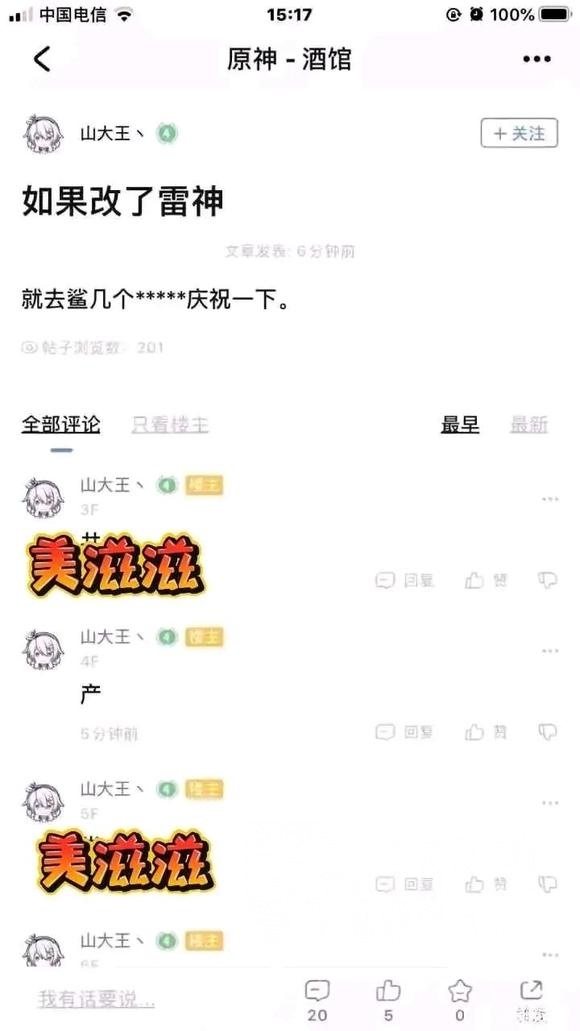 中国电信
15:17
100%
原神 - 酒馆
山大王丶 4
+ 关注
如果改了雷神
文章发表: 6分钟前
就去鲨几个*****庆祝一下。
帖子浏览数: 201
全部评论 只看楼主 最早 最新
山大王丶 4 楼主
3F
美滋滋
回复 赞
山大王丶 4 楼主
4F
产
5分钟前 回复 赞
山大王丶 4 楼主
5F
美滋滋
回复 赞
山大王丶 4 楼主
6F
我有话要说... 20 5 0